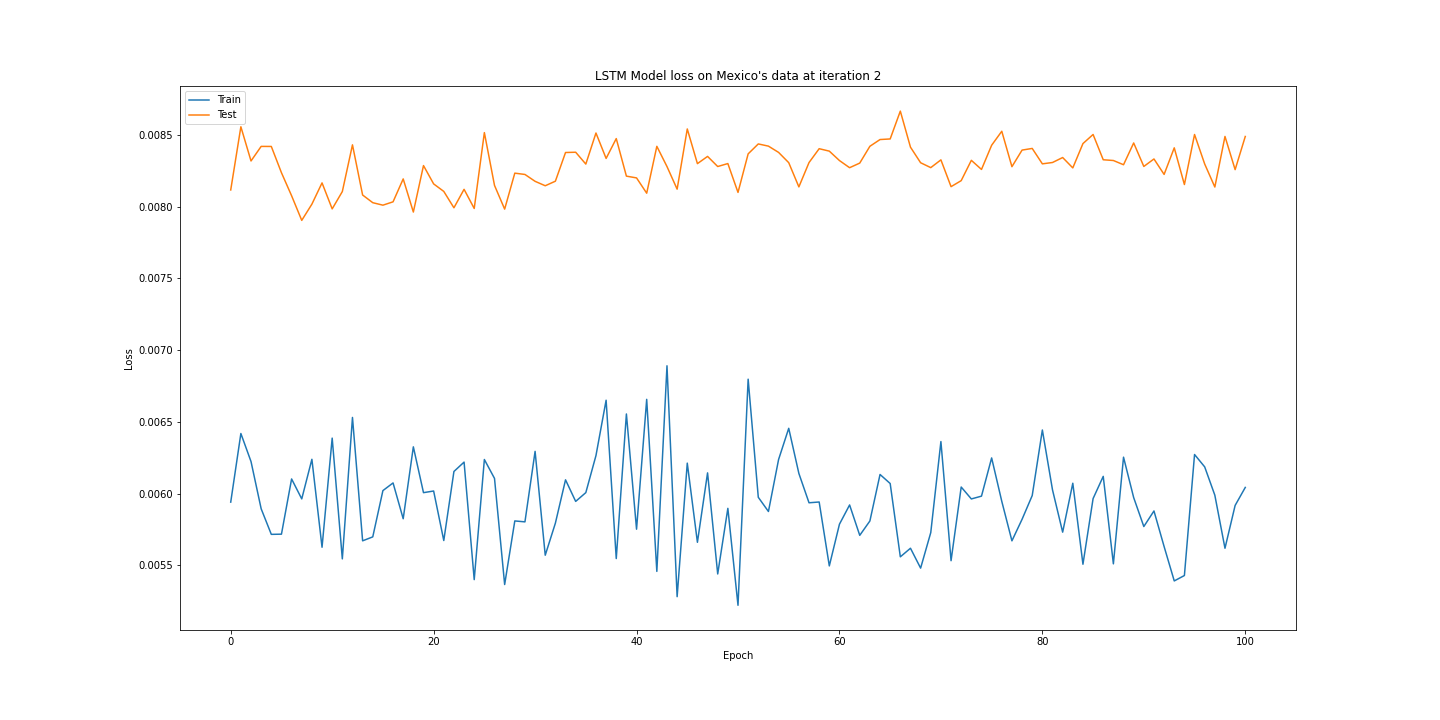 LSTM Model loss on Mexico's data at iteration 2
Train
Test
0.0085
0.0080
0.0075
0.0070
0.0065
0.0060
0.0055
Loss
0 20 40 60 80 100
Epoch